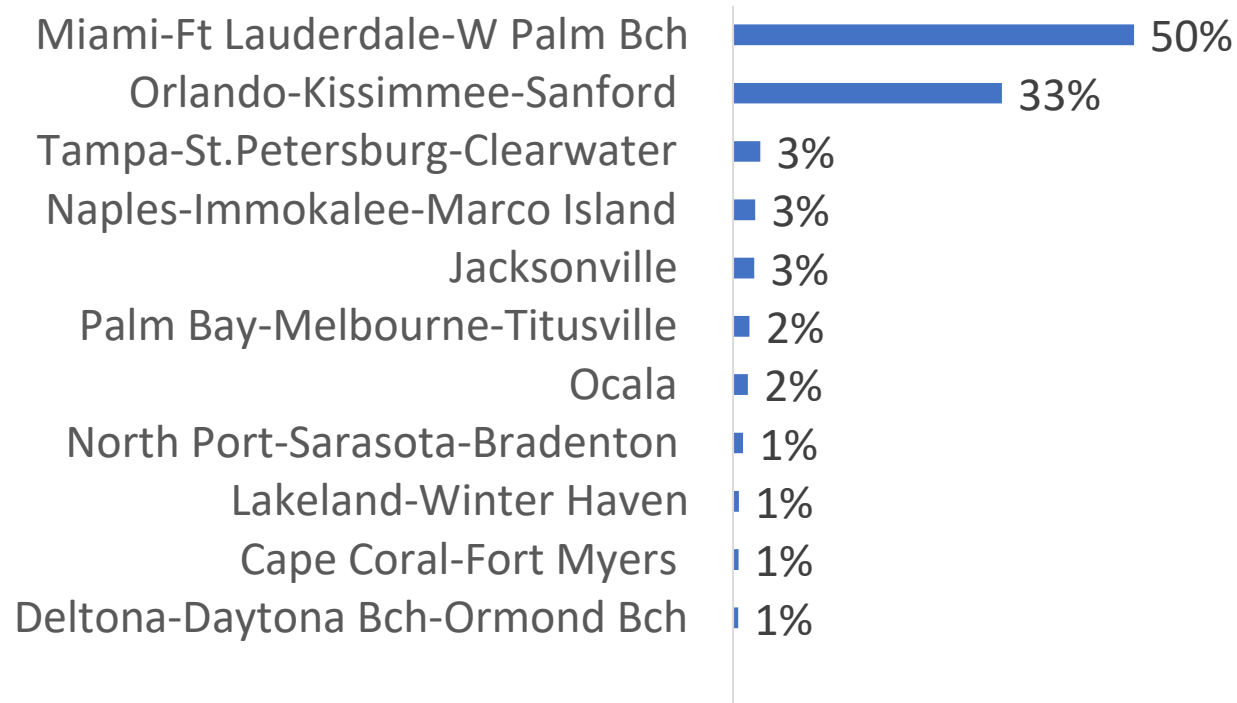 Miami-Ft Lauderdale-W Palm Bch 50%
Orlando-Kissimmee-Sanford 33%
Tampa-St.Petersburg-Clearwater 3%
Naples-Immokalee-Marco Island 3%
Jacksonville 3%
Palm Bay-Melbourne-Titusville 2%
Ocala 2%
North Port-Sarasota-Bradenton 1%
Lakeland-Winter Haven 1%
Cape Coral-Fort Myers 1%
Deltona-Daytona Bch-Ormond Bch 1%